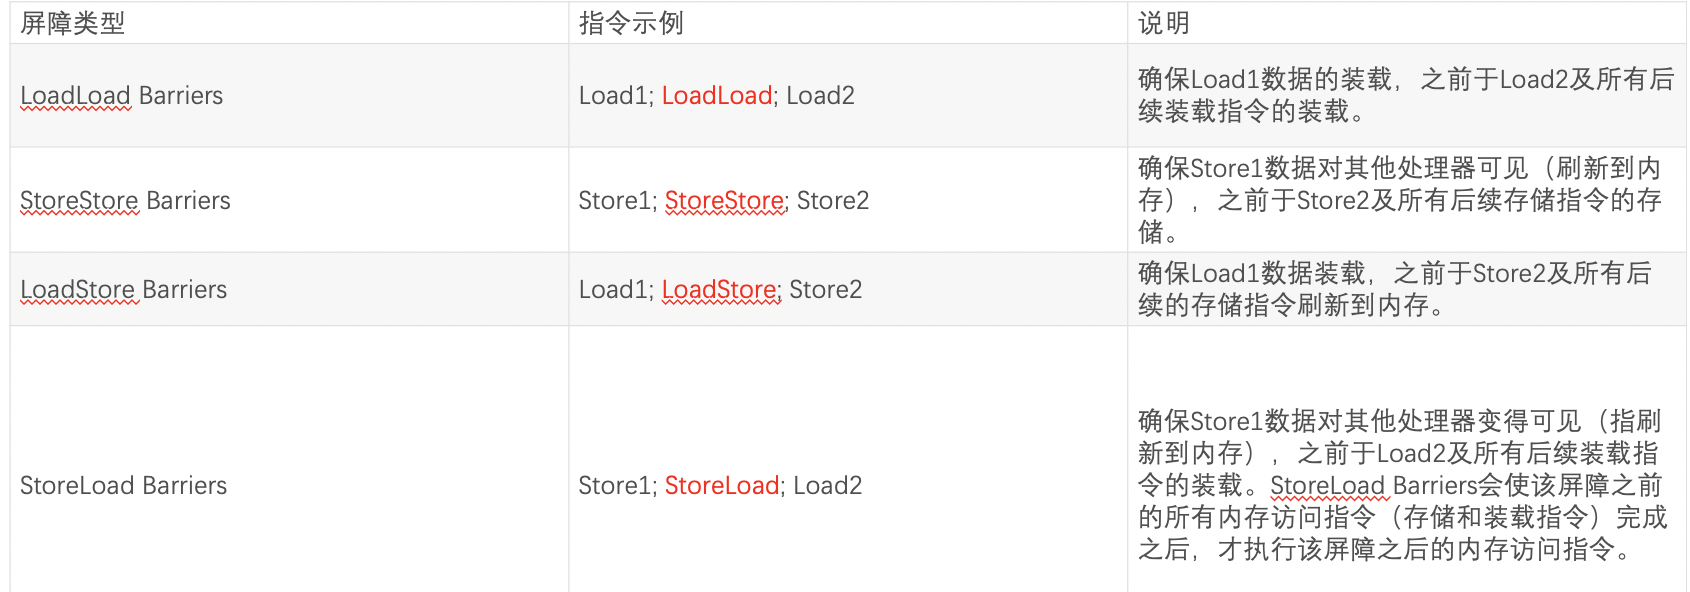 屏障类型
指令示例
说明
LoadLoad Barriers
Load1; LoadLoad; Load2
确保Load1数据的装载，之前于Load2及所有后
续装载指令的装载。
StoreStore Barriers
Store1; StoreStore; Store2
确保Store1数据对其他处理器可见（刷新到内
存），之前于Store2及所有后续存储指令的存
储。
LoadStore Barriers
Load1; LoadStore; Store2
确保Load1数据装载，之前于Store2及所有后
续的存储指令刷新到内存。
StoreLoad Barriers
Store1; StoreLoad; Load2
确保Store1数据对其他处理器变得可见（指刷
新到内存），之前于Load2及所有后续装载指
令的装载。StoreLoad Barriers会使该屏障之前
的所有内存访问指令（存储和装载指令）完成
之后，才执行该屏障之后的内存访问指令。